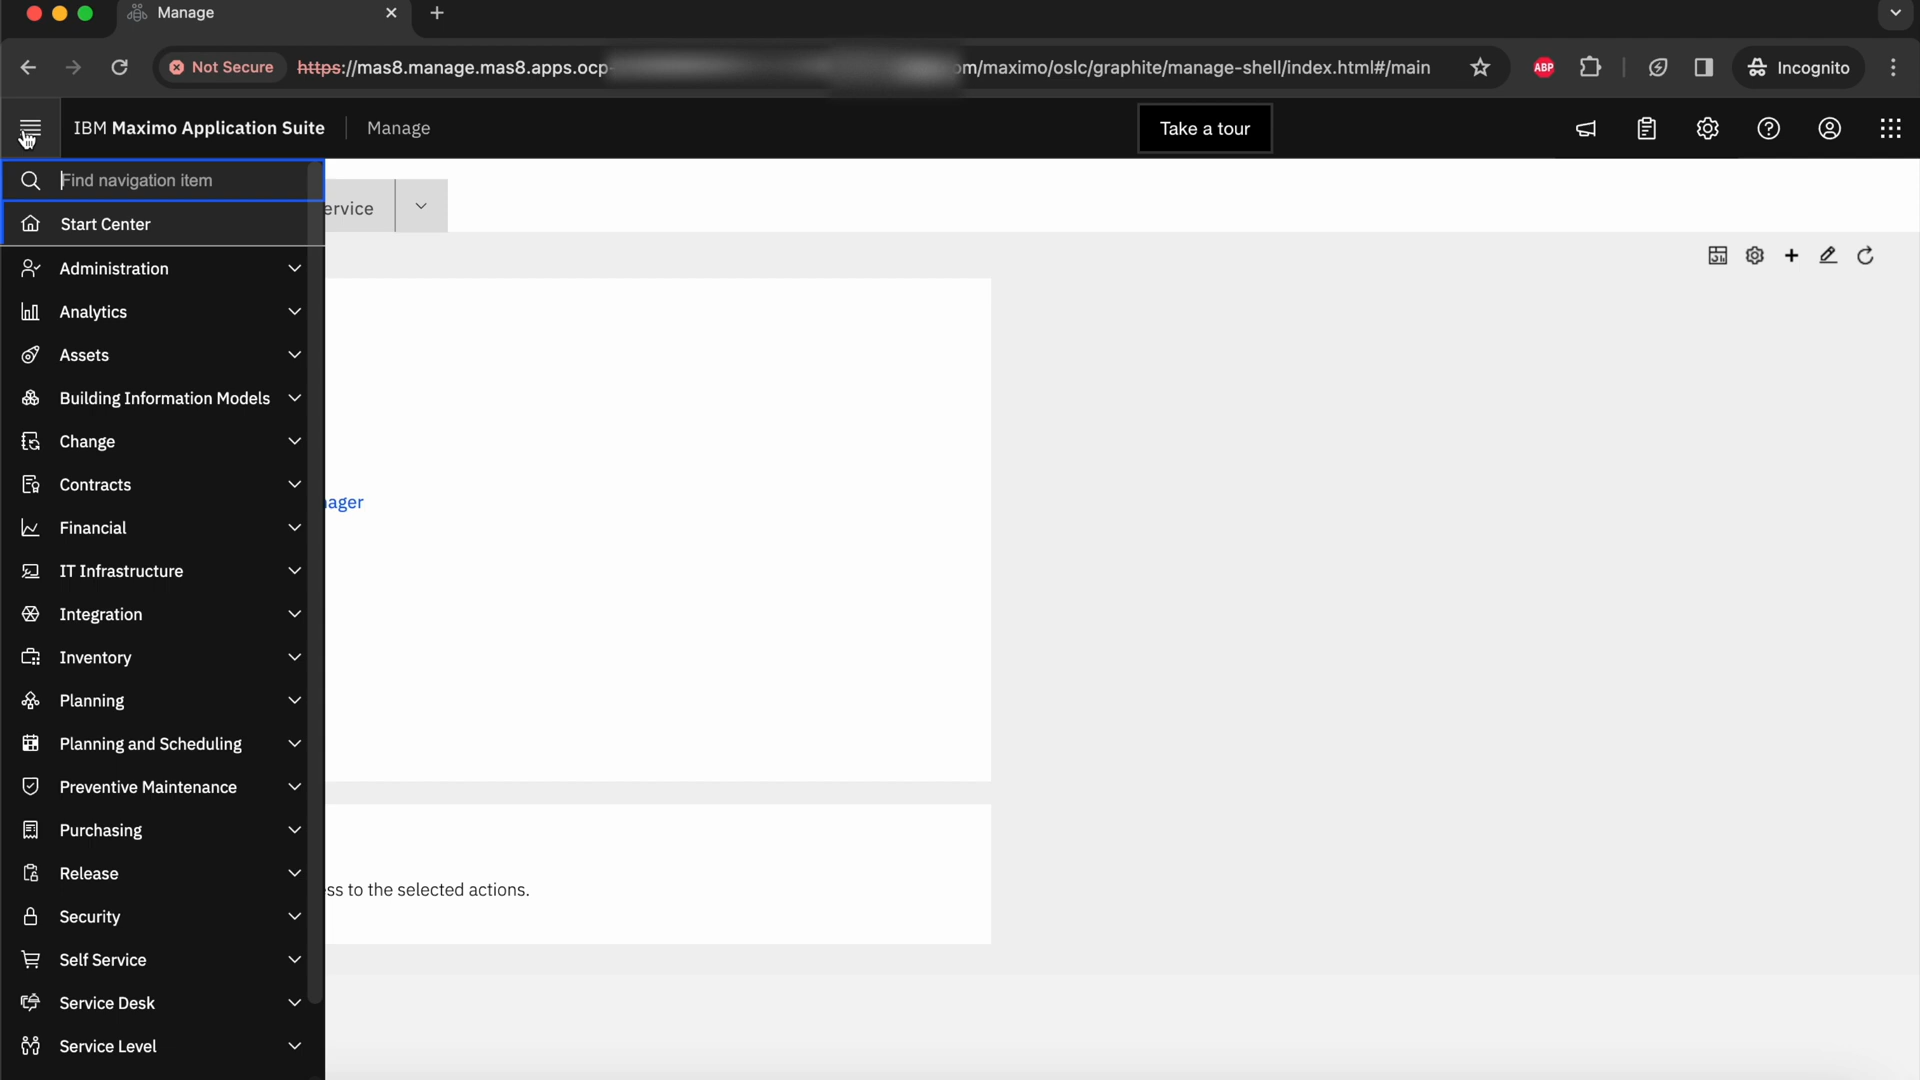 Manage
Not Secure
https://mas8.manage.mas8.apps.ocp-
m/maximo/oslc/graphite/manage-shell/index.html#/main
ABP
Incognito
IBM Maximo Application Suite
Manage
Take a tour
Find navigation item
ervice
Start Center
Administration
Analytics
Assets
Building Information Models
Change
Contracts
ager
Financial
IT Infrastructure
Integration
Inventory
Planning
Planning and Scheduling
Preventive Maintenance
Purchasing
Release
ss to the selected actions.
Security
Self Service
Service Desk
Service Level